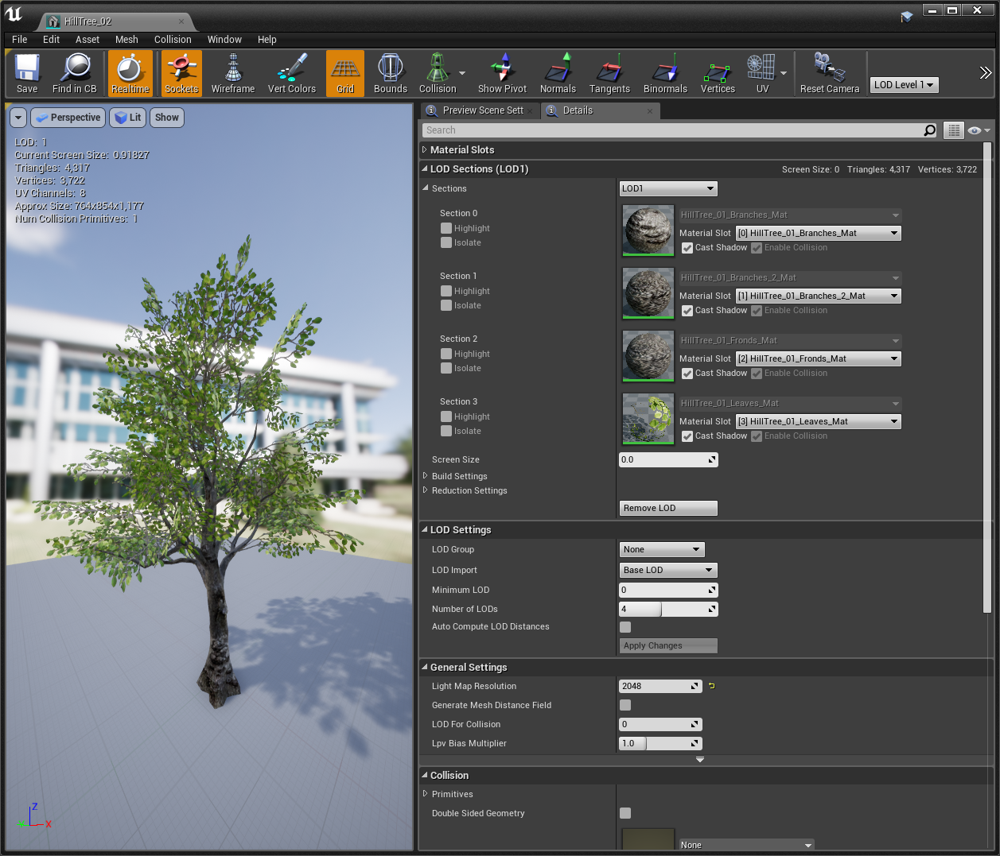 HillTree_02
File Edit Asset Mesh Collision Window Help
Save Find in CB Realtime Sockets Wireframe Vert Colors Grid Bounds Collision Show Pivot Normals Tangents Binormals Vertices UV Reset Camera LOD Level 1
Perspective Lit Show
LOD: 1
Current Screen Size: 0.91827
Triangles: 4,317
Vertices: 3,722
UV Channels: 8
Approx Size: 764x854x1,177
Num Collision Primitives: 1
Z
X
Preview Scene Sett Details
Search
Material Slots
LOD Sections (LOD1) Screen Size: 0 Triangles: 4,317 Vertices: 3,722
Sections LOD1
Section 0 HillTree_01_Branches_Mat
Highlight Material Slot [0] HillTree_01_Branches_Mat
Isolate Cast Shadow Enable Collision
Section 1 HillTree_01_Branches_2_Mat
Highlight Material Slot [1] HillTree_01_Branches_2_Mat
Isolate Cast Shadow Enable Collision
Section 2 HillTree_01_Fronds_Mat
Highlight Material Slot [2] HillTree_01_Fronds_Mat
Isolate Cast Shadow Enable Collision
Section 3 HillTree_01_Leaves_Mat
Highlight Material Slot [3] HillTree_01_Leaves_Mat
Isolate Cast Shadow Enable Collision
Screen Size 0.0
Build Settings
Reduction Settings
Remove LOD
LOD Settings
LOD Group None
LOD Import Base LOD
Minimum LOD 0
Number of LODs 4
Auto Compute LOD Distances
Apply Changes
General Settings
Light Map Resolution 2048
Generate Mesh Distance Field
LOD For Collision 0
Lpv Bias Multiplier 1.0
Collision
Primitives
Double Sided Geometry
None